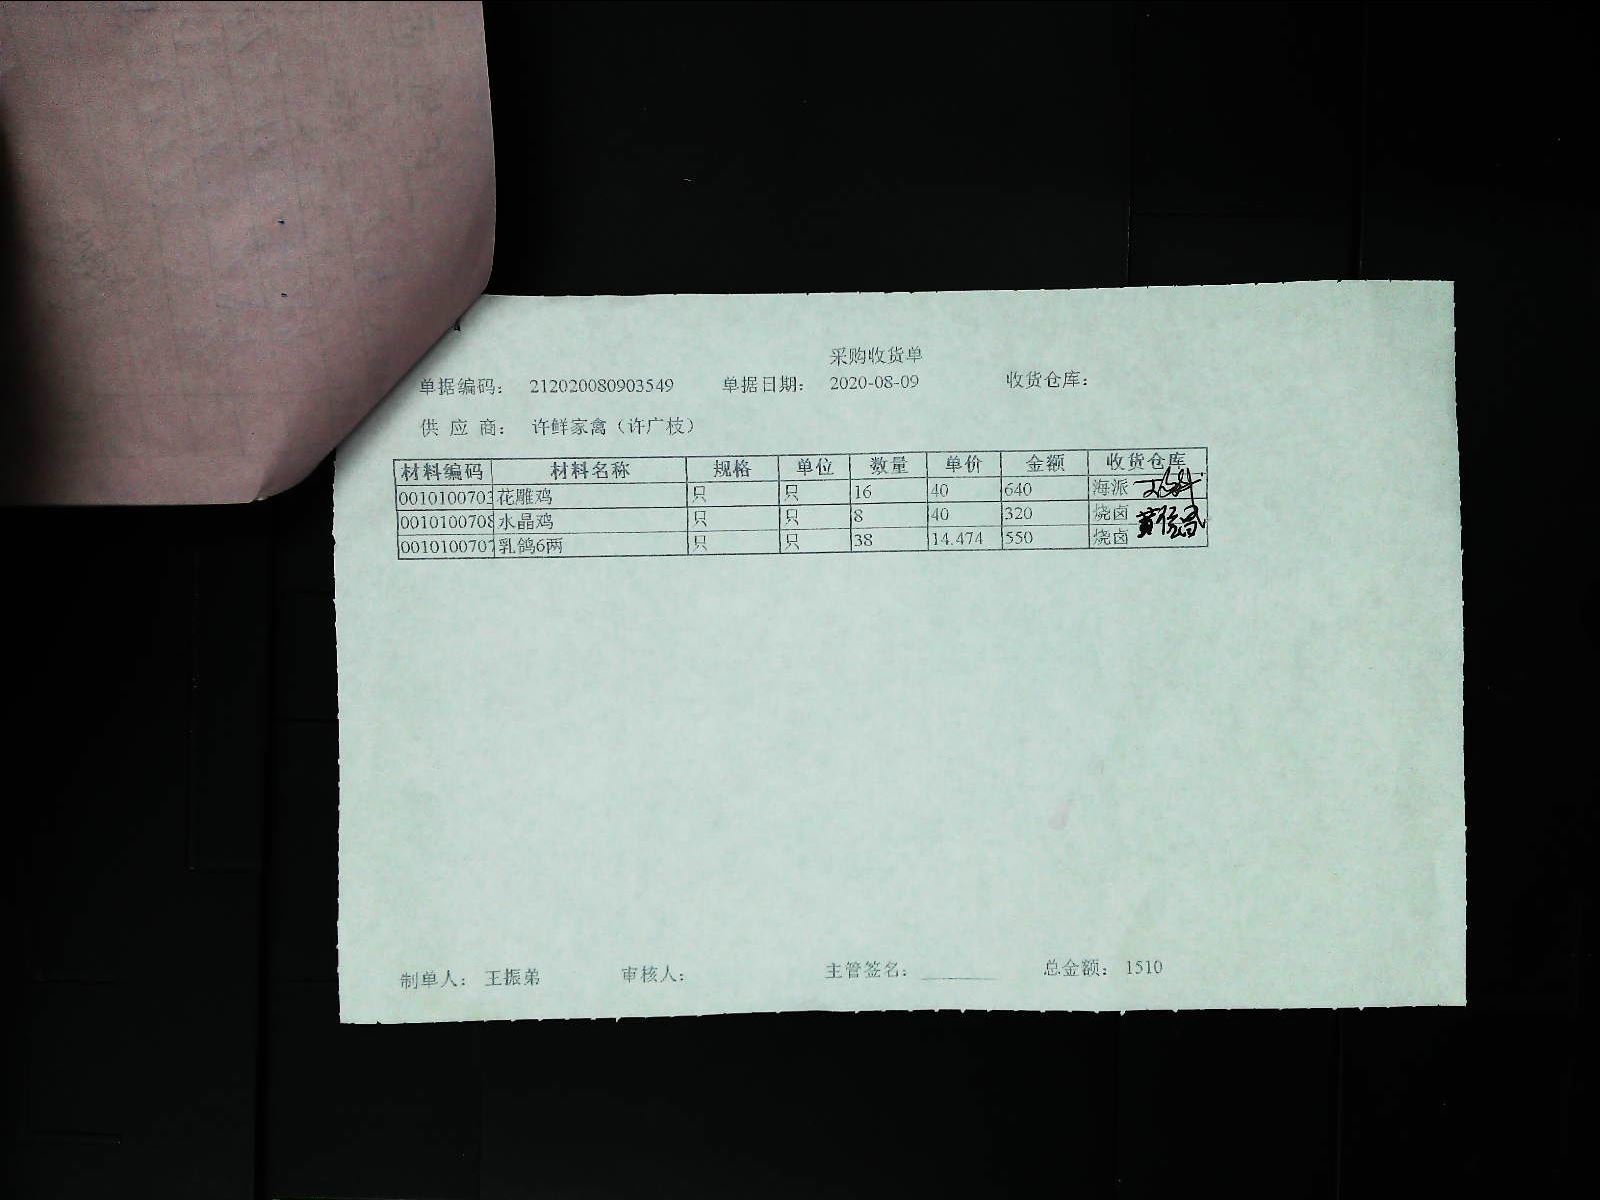 采购收货单
单据编码： 212020080903549 单据日期： 2020-08-09 收货仓库：
供 应 商： 许鲜家禽（许广枝）
材料编码 材料名称 规格 单位 数量 单价 金额 收货仓库
0010100703 花雕鸡 只 只 16 40 640 海派
0010100708 水晶鸡 只 只 8 40 320 烧卤
0010100707 乳鸽6两 只 只 38 14.474 550 烧卤
制单人： 王振弟 审核人： 主管签名： 总金额： 1510